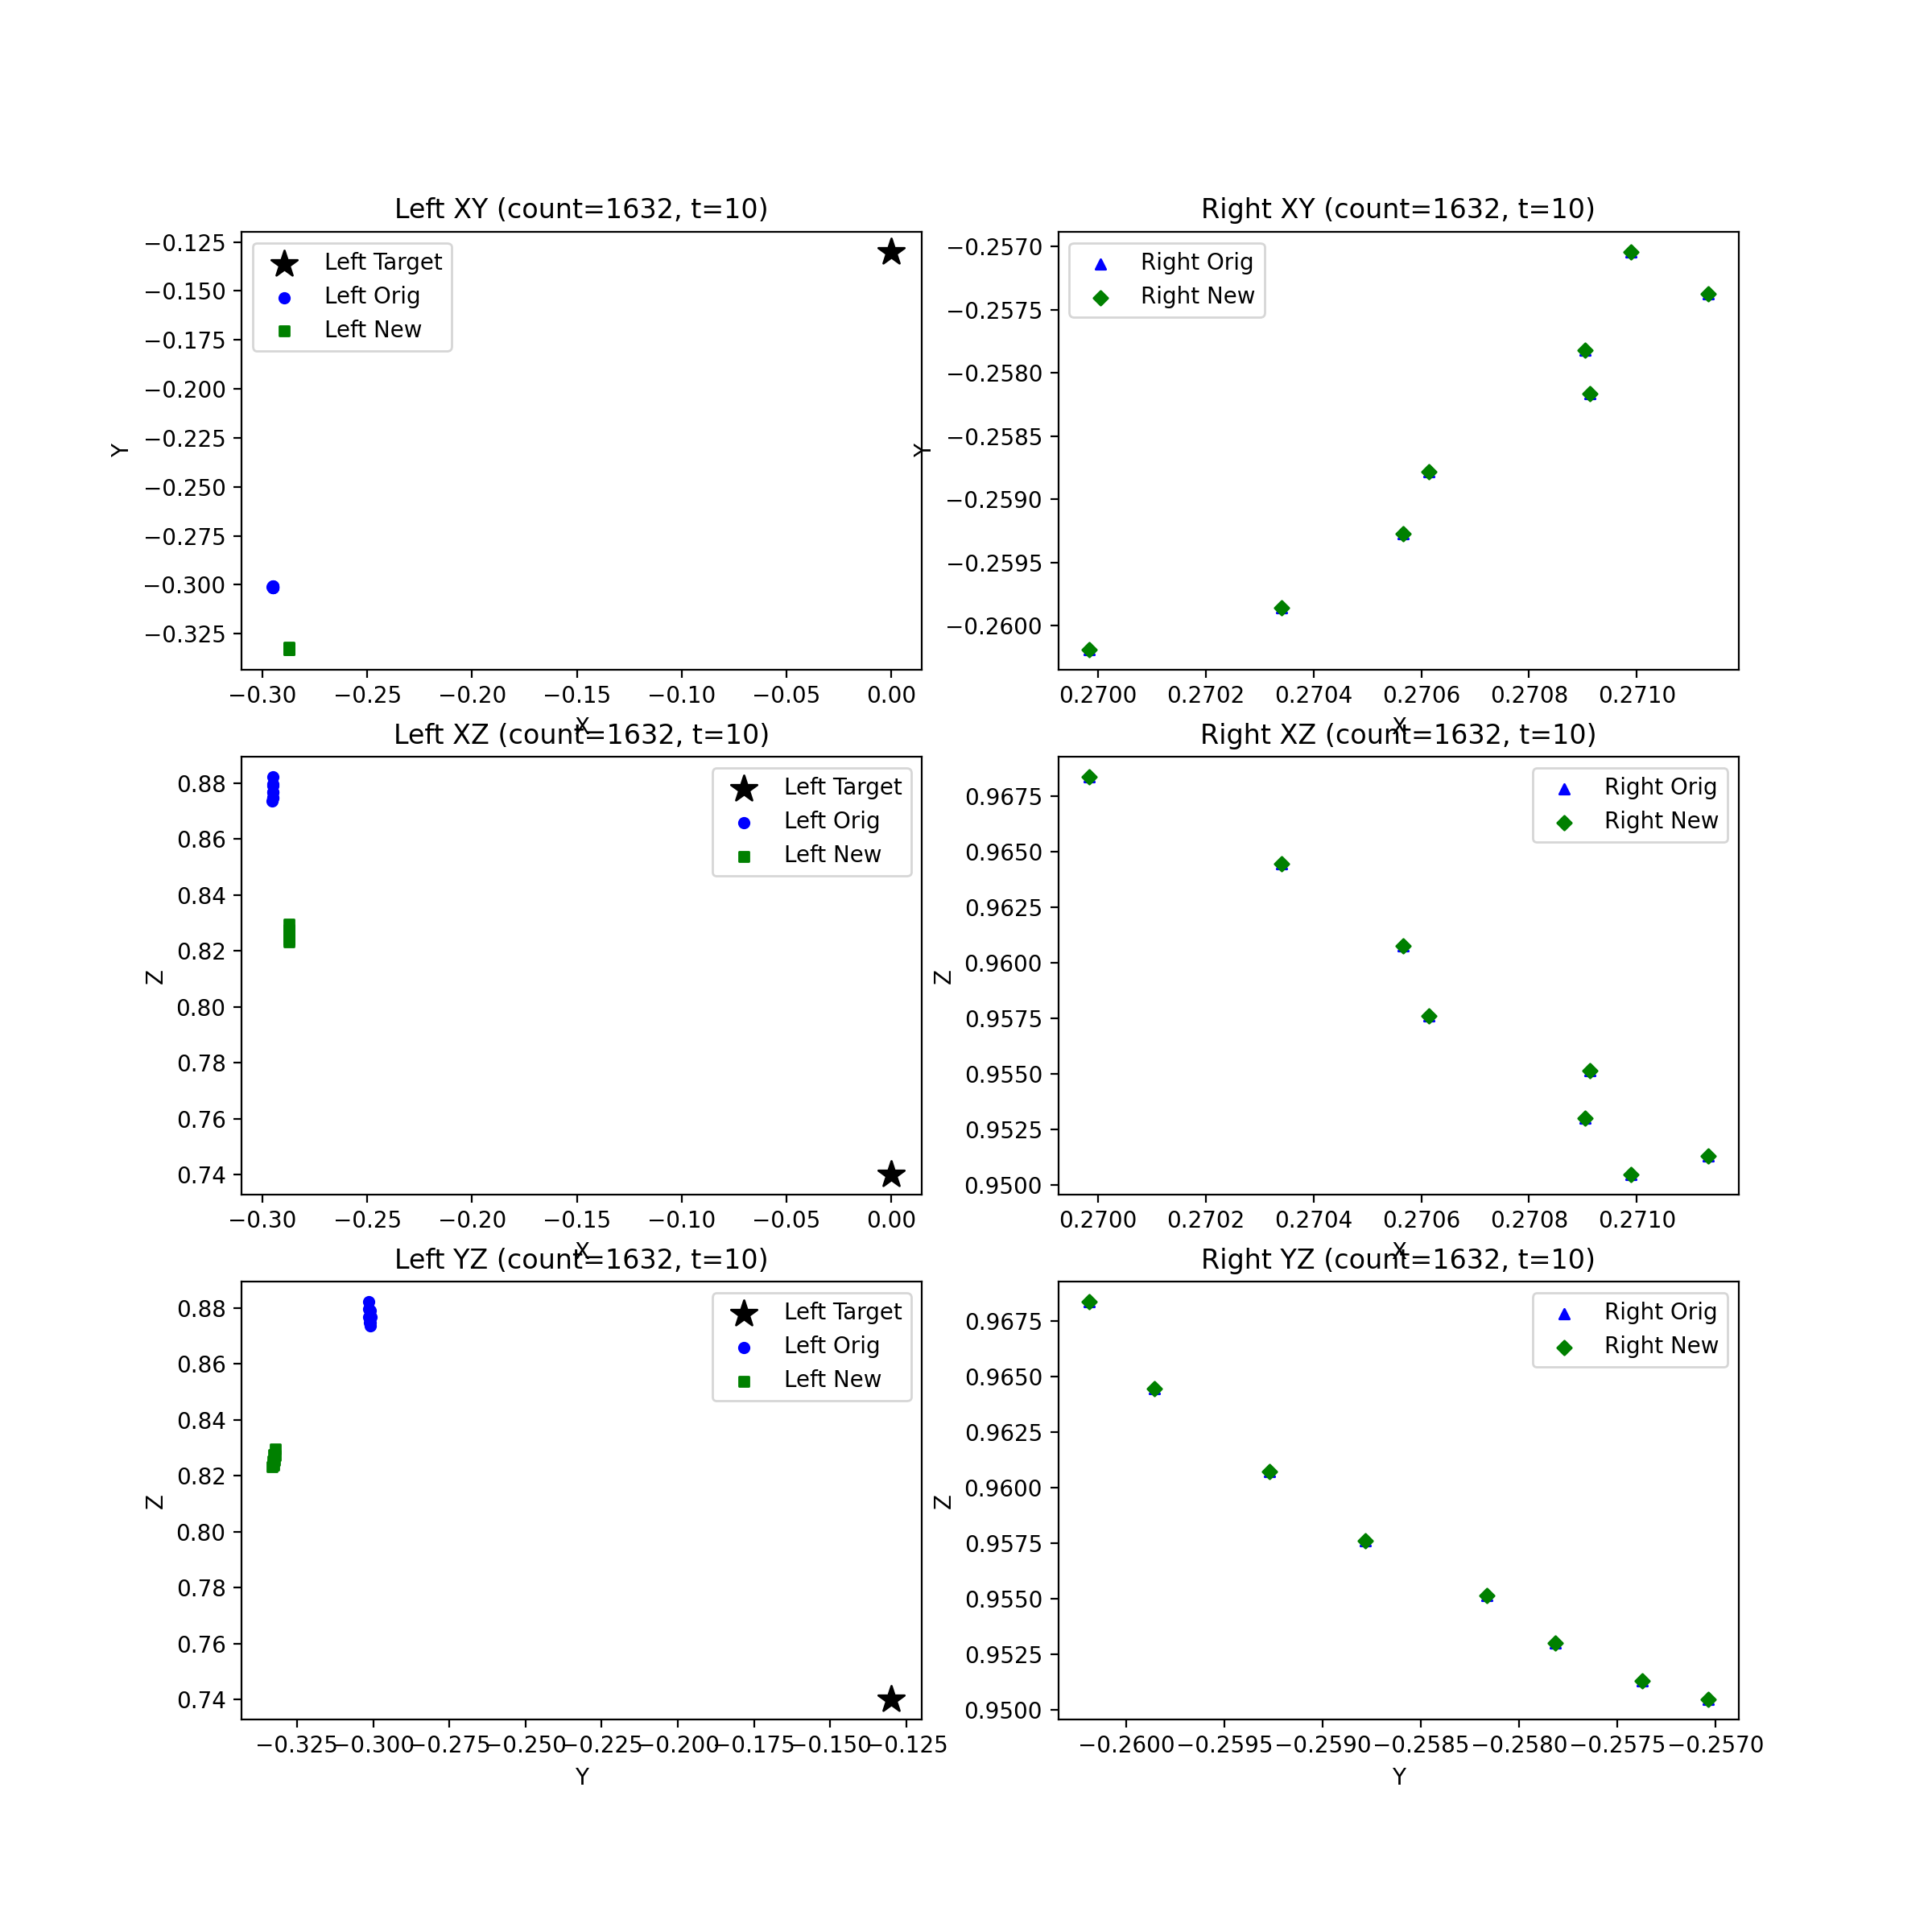 Left XY (count=1632, t=10)
Left Target
Left Orig
Left New
−0.125
−0.150
−0.175
−0.200
−0.225
−0.250
−0.275
−0.300
−0.325
Y
−0.30
−0.25
−0.20
−0.15
−0.10
−0.05
0.00
X
Right XY (count=1632, t=10)
Right Orig
Right New
−0.2570
−0.2575
−0.2580
−0.2585
−0.2590
−0.2595
−0.2600
Y
0.2700
0.2702
0.2704
0.2706
0.2708
0.2710
X
Left XZ (count=1632, t=10)
Left Target
Left Orig
Left New
0.88
0.86
0.84
0.82
0.80
0.78
0.76
0.74
Z
−0.30
−0.25
−0.20
−0.15
−0.10
−0.05
0.00
X
Right XZ (count=1632, t=10)
Right Orig
Right New
0.9675
0.9650
0.9625
0.9600
0.9575
0.9550
0.9525
0.9500
Z
0.2700
0.2702
0.2704
0.2706
0.2708
0.2710
X
Left YZ (count=1632, t=10)
Left Target
Left Orig
Left New
0.88
0.86
0.84
0.82
0.80
0.78
0.76
0.74
Z
−0.325
−0.300
−0.275
−0.250
−0.225
−0.200
−0.175
−0.150
−0.125
Y
Right YZ (count=1632, t=10)
Right Orig
Right New
0.9675
0.9650
0.9625
0.9600
0.9575
0.9550
0.9525
0.9500
Z
−0.2600
−0.2595
−0.2590
−0.2585
−0.2580
−0.2575
−0.2570
Y